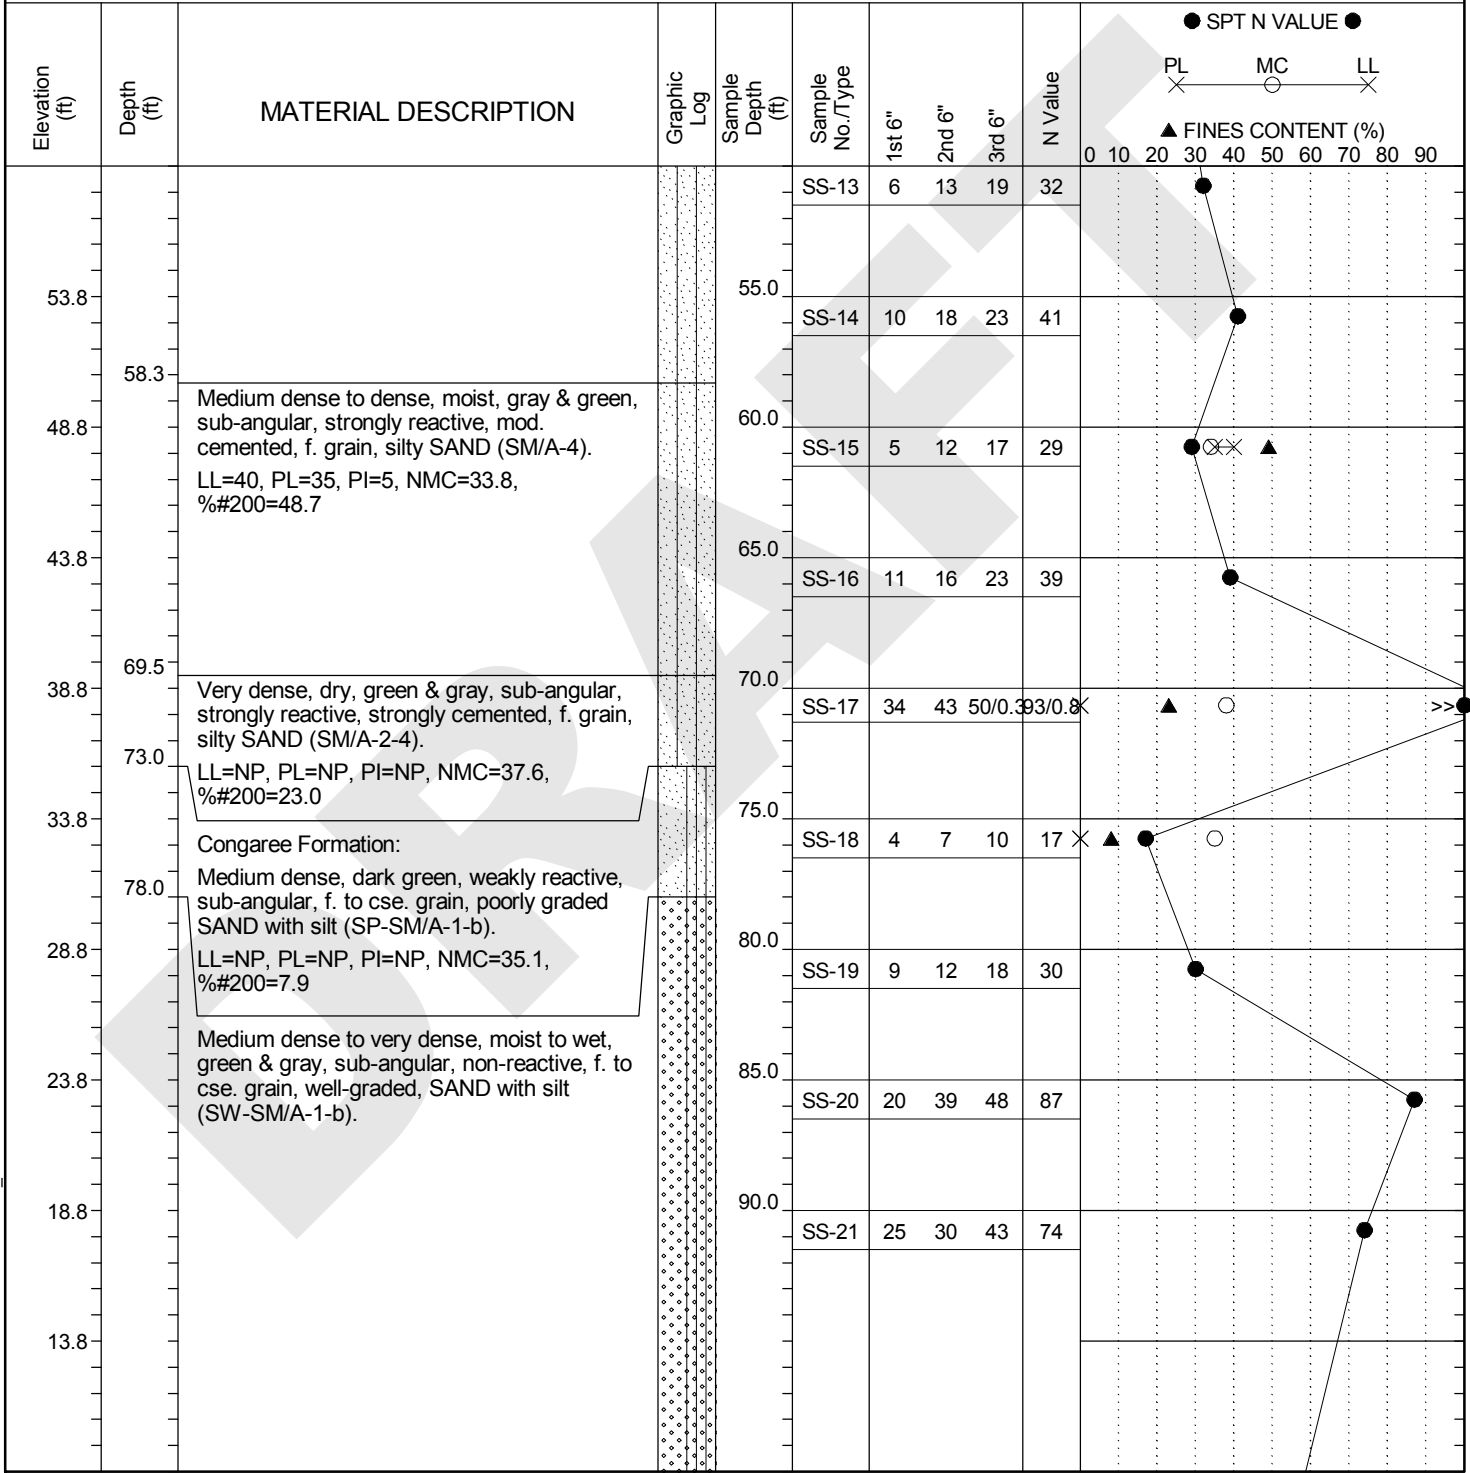 Elevation (ft)
Depth (ft)
MATERIAL DESCRIPTION
Graphic Log
Sample Depth (ft)
Sample No./Type
1st 6"
2nd 6"
3rd 6"
N Value
● SPT N VALUE ●
PL MC LL
▲ FINES CONTENT (%)
0 10 20 30 40 50 60 70 80 90
SS-13 6 13 19 32
53.8 55.0
SS-14 10 18 23 41
58.3
Medium dense to dense, moist, gray & green,
sub-angular, strongly reactive, mod.
cemented, f. grain, silty SAND (SM/A-4).
LL=40, PL=35, PI=5, NMC=33.8,
%#200=48.7
48.8 60.0
SS-15 5 12 17 29
43.8 65.0
SS-16 11 16 23 39
69.5
Very dense, dry, green & gray, sub-angular,
strongly reactive, strongly cemented, f. grain,
silty SAND (SM/A-2-4).
LL=NP, PL=NP, PI=NP, NMC=37.6,
%#200=23.0
38.8 70.0
SS-17 34 43 50/0.3 93/0.8 >>
73.0
Congaree Formation:
Medium dense, dark green, weakly reactive,
sub-angular, f. to cse. grain, poorly graded
SAND with silt (SP-SM/A-1-b).
LL=NP, PL=NP, PI=NP, NMC=35.1,
%#200=7.9
33.8 75.0
SS-18 4 7 10 17
78.0
Medium dense to very dense, moist to wet,
green & gray, sub-angular, non-reactive, f. to
cse. grain, well-graded, SAND with silt
(SW-SM/A-1-b).
28.8 80.0
SS-19 9 12 18 30
23.8 85.0
SS-20 20 39 48 87
18.8 90.0
SS-21 25 30 43 74
13.8
DRAFT